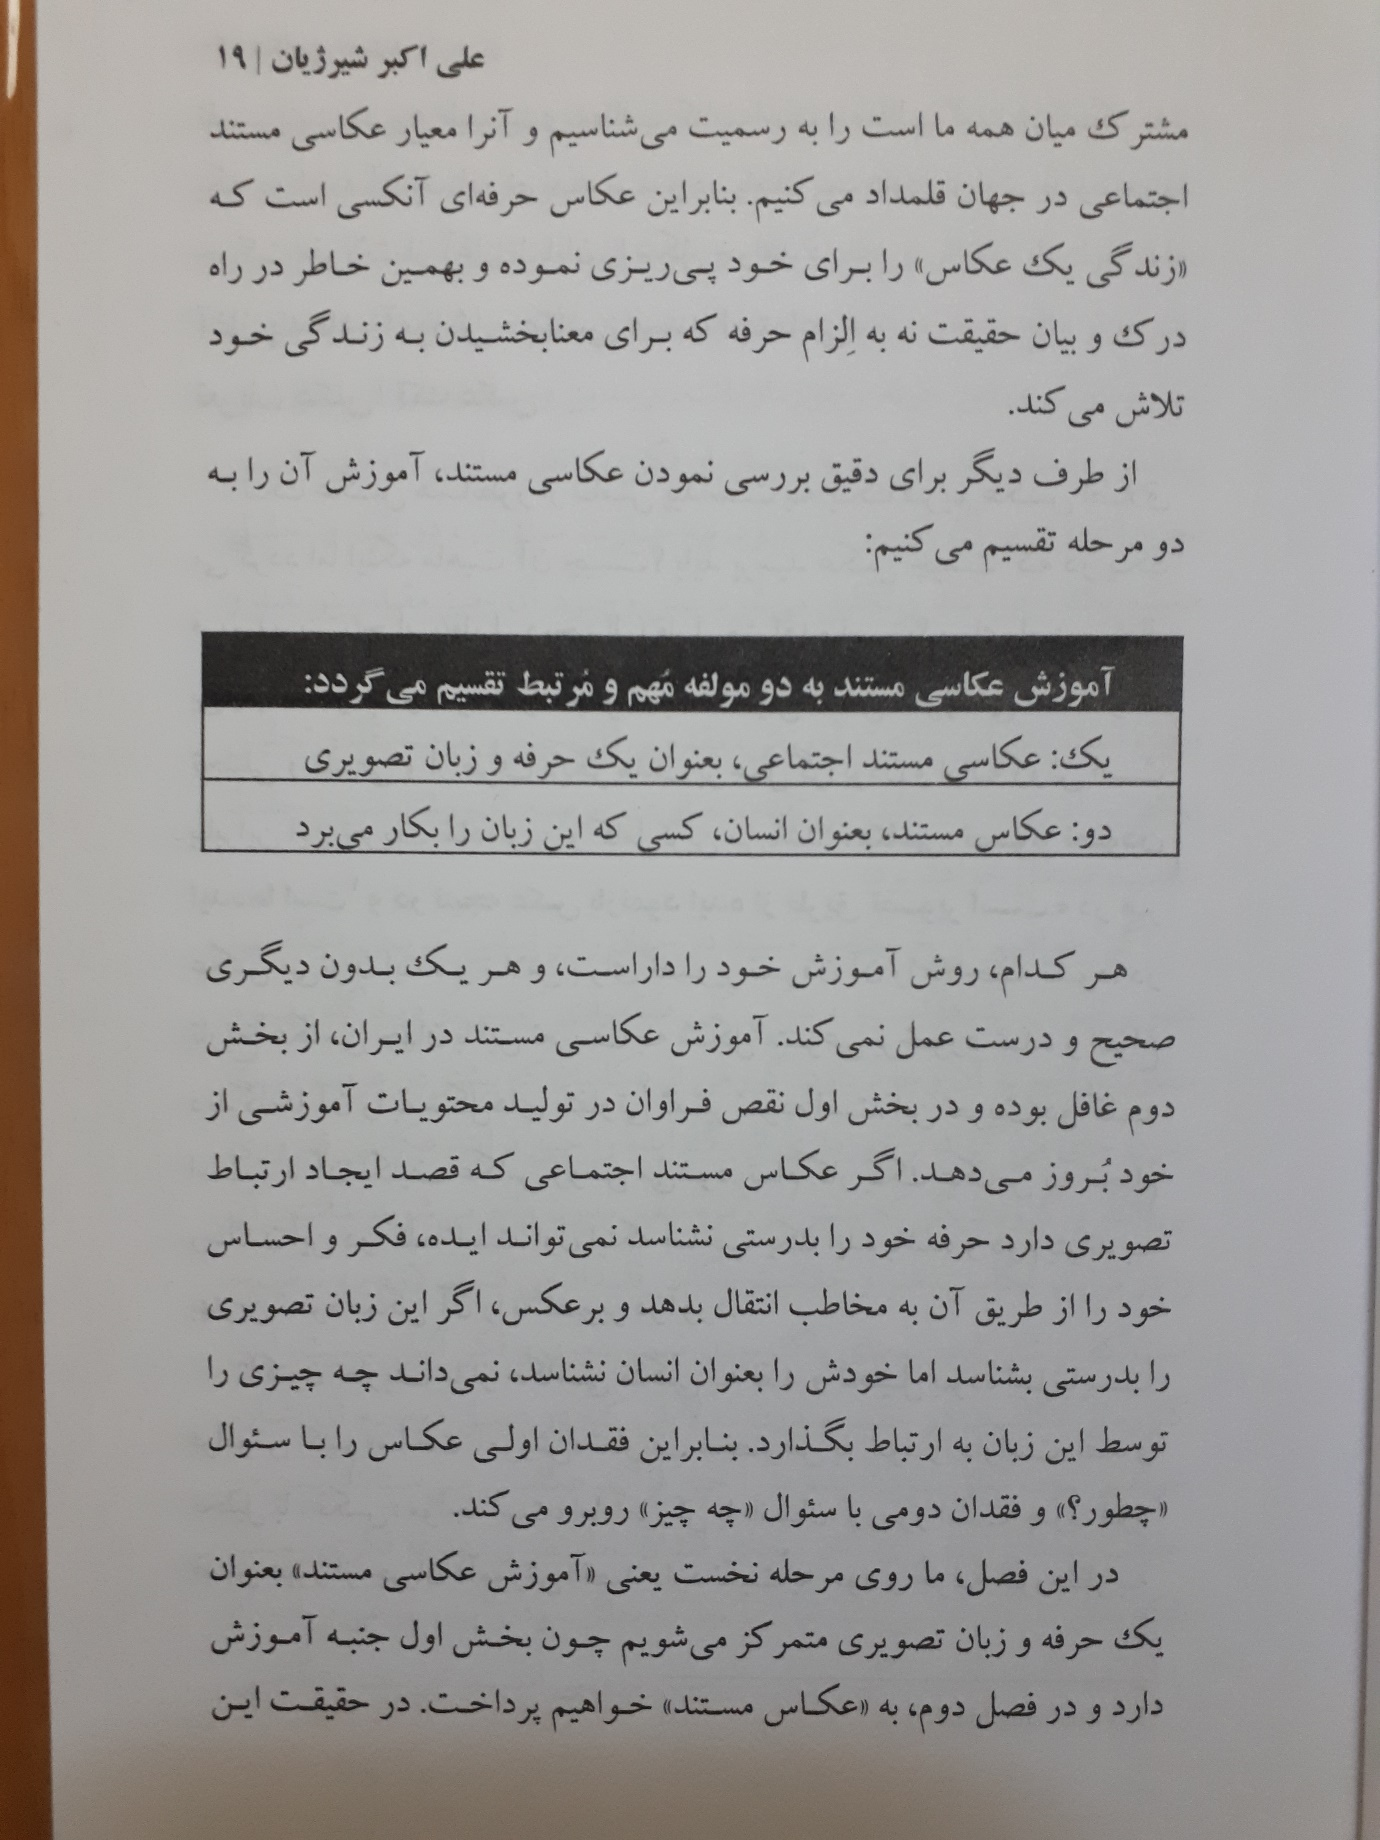 علی اکبر شیرژیان | ۱۹
مشترک میان همه ما است را به رسمیت می‌شناسیم و آنرا معیار عکاسی مستند
اجتماعی در جهان قلمداد می‌کنیم. بنابراین عکاس حرفه‌ای آنکسی است که
«زندگی یک عکاس» را برای خود پی‌ریزی نموده و بهمین خاطر در راه
درک و بیان حقیقت نه به اِلزام حرفه که برای معنابخشیدن به زندگی خود
تلاش می‌کند.
از طرف دیگر برای دقیق بررسی نمودن عکاسی مستند، آموزش آن را به
دو مرحله تقسیم می‌کنیم:
آموزش عکاسی مستند به دو مولفه مُهم و مُرتبط تقسیم می‌گردد:
یک: عکاسی مستند اجتماعی، بعنوان یک حرفه و زبان تصویری
دو: عکاس مستند، بعنوان انسان، کسی که این زبان را بکار می‌برد
هر کدام، روش آموزش خود را داراست، و هر یک بدون دیگری
صحیح و درست عمل نمی‌کند. آموزش عکاسی مستند در ایران، از بخش
دوم غافل بوده و در بخش اول نقص فراوان در تولید محتویات آموزشی از
خود بُروز می‌دهد. اگر عکاس مستند اجتماعی که قصد ایجاد ارتباط
تصویری دارد حرفه خود را بدرستی نشناسد نمی‌تواند ایده، فکر و احساس
خود را از طریق آن به مخاطب انتقال بدهد و برعکس، اگر این زبان تصویری
را بدرستی بشناسد اما خودش را بعنوان انسان نشناسد، نمی‌داند چه چیزی را
توسط این زبان به ارتباط بگذارد. بنابراین فقدان اولی عکاس را با سئوال
«چطور؟» و فقدان دومی با سئوال «چه چیز» روبرو می‌کند.
در این فصل، ما روی مرحله نخست یعنی «آموزش عکاسی مستند» بعنوان
یک حرفه و زبان تصویری متمرکز می‌شویم چون بخش اول جنبه آموزش
دارد و در فصل دوم، به «عکاس مستند» خواهیم پرداخت. در حقیقت این